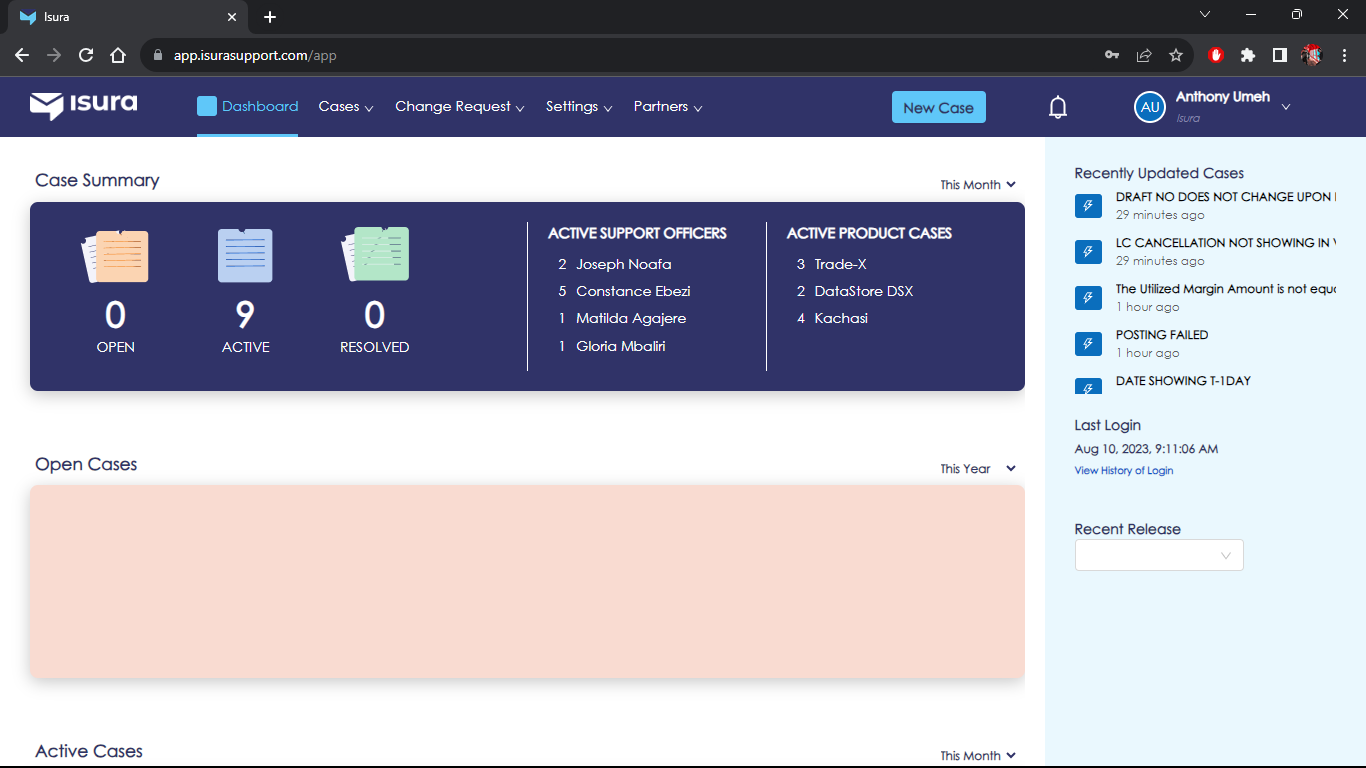 Isura
app.isurasupport.com/app
ISURA
Dashboard Cases Change Request Settings Partners New Case AU Anthony Umeh
Isura
Case Summary
This Month
0
OPEN
9
ACTIVE
0
RESOLVED
ACTIVE SUPPORT OFFICERS
2 Joseph Noafa
5 Constance Ebezi
1 Matilda Agajere
1 Gloria Mbaliri
ACTIVE PRODUCT CASES
3 Trade-X
2 DataStore DSX
4 Kachasi
Open Cases
This Year
Active Cases
This Month
Recently Updated Cases
DRAFT NO DOES NOT CHANGE UPON
29 minutes ago
LC CANCELLATION NOT SHOWING IN
29 minutes ago
The Utilized Margin Amount is not equ
1 hour ago
POSTING FAILED
1 hour ago
DATE SHOWING T-1DAY
Last Login
Aug 10, 2023, 9:11:06 AM
View History of Login
Recent Release